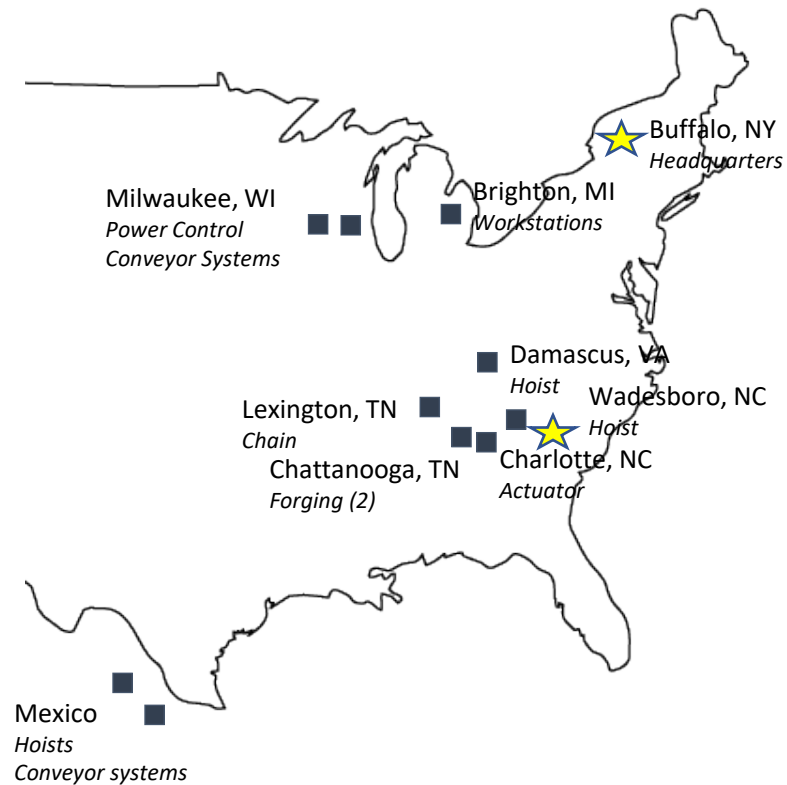 Buffalo, NY
Headquarters
Milwaukee, WI
Power Control
Conveyor Systems
Brighton, MI
Workstations
Damascus, VA
Hoist
Wadesboro, NC
Hoist
Lexington, TN
Chain
Charlotte, NC
Actuator
Chattanooga, TN
Forging (2)
Mexico
Hoists
Conveyor systems